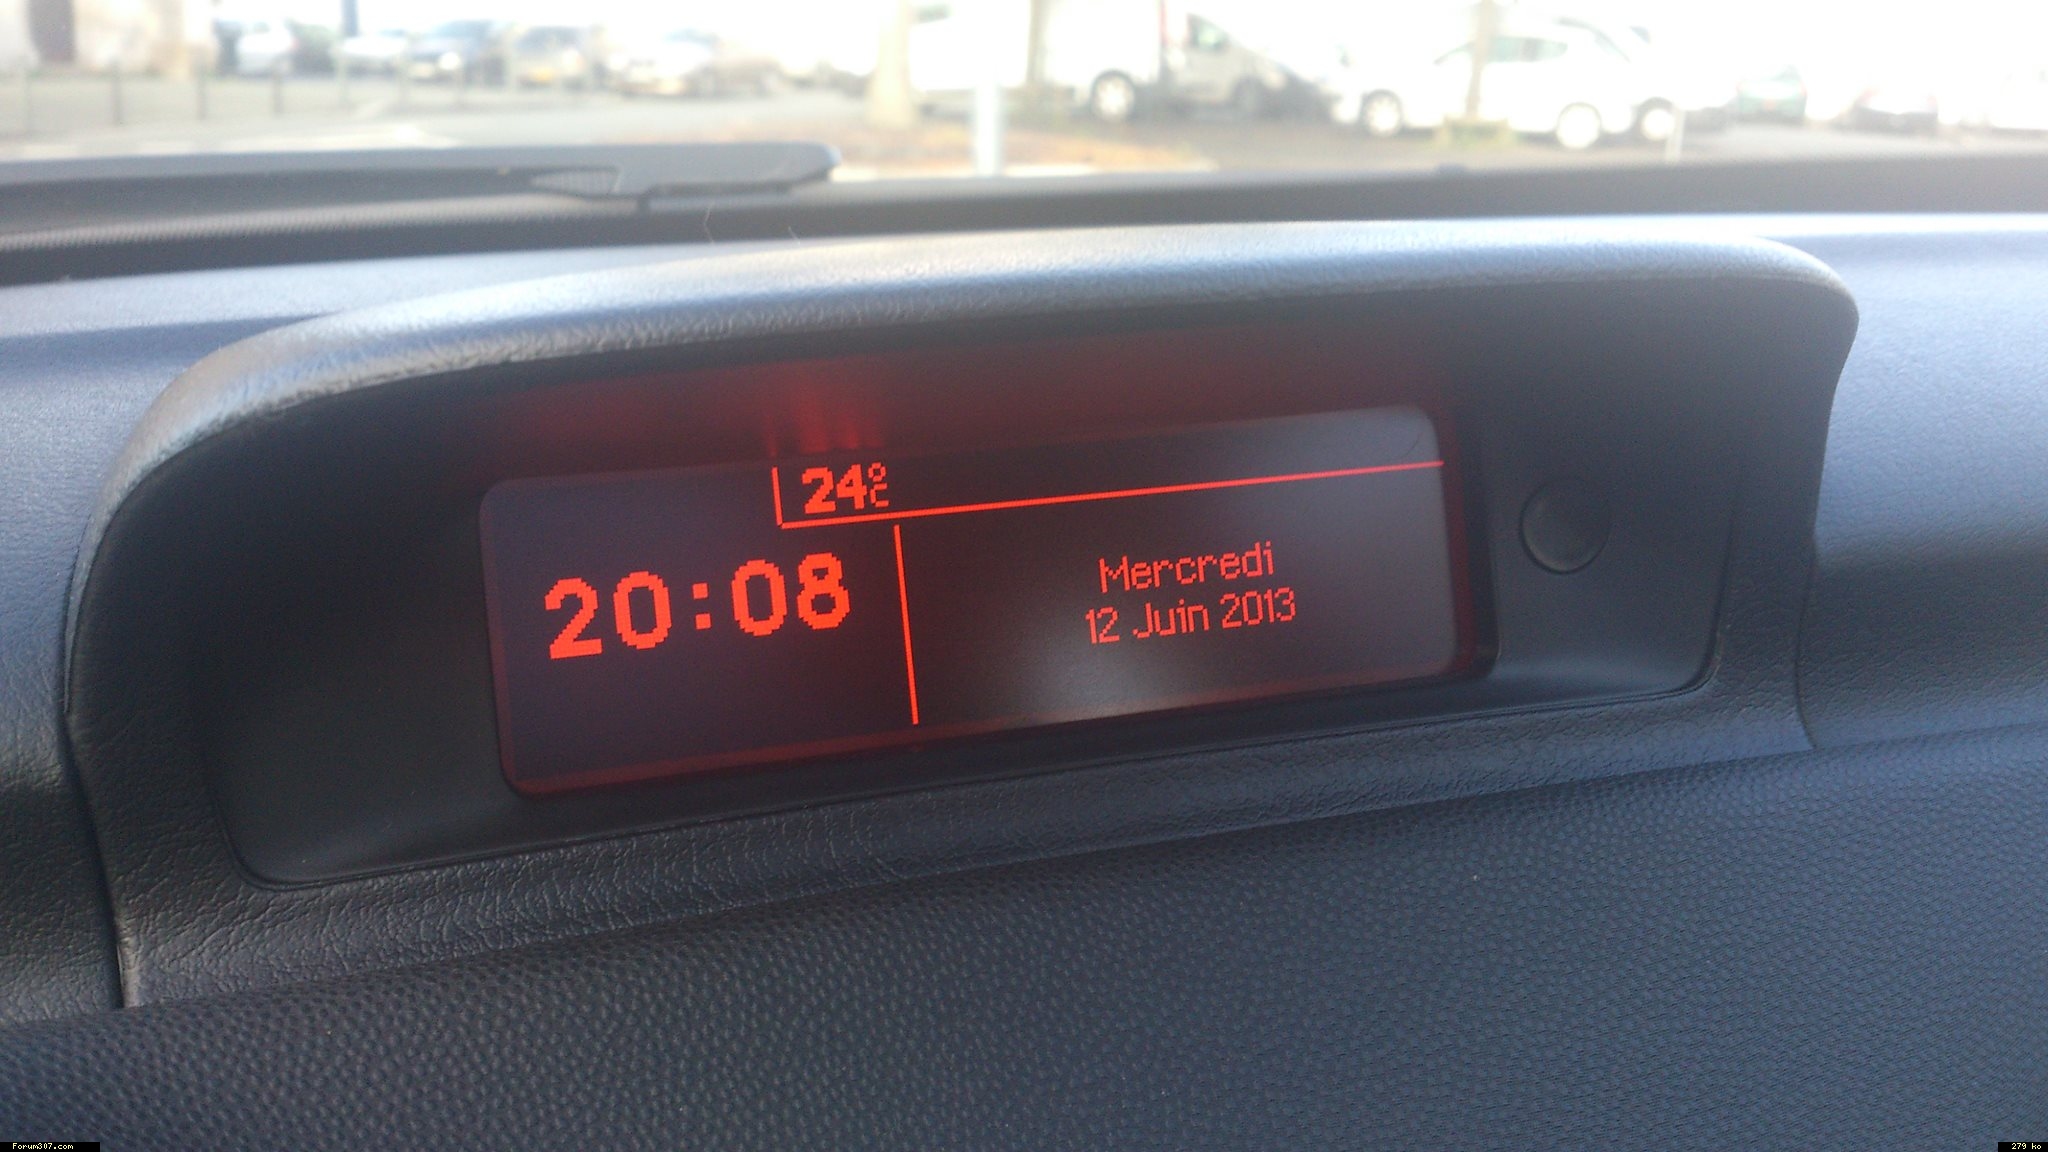 24°C
20:08
Mercredi
12 Juin 2013
Forum307.com
279 ko